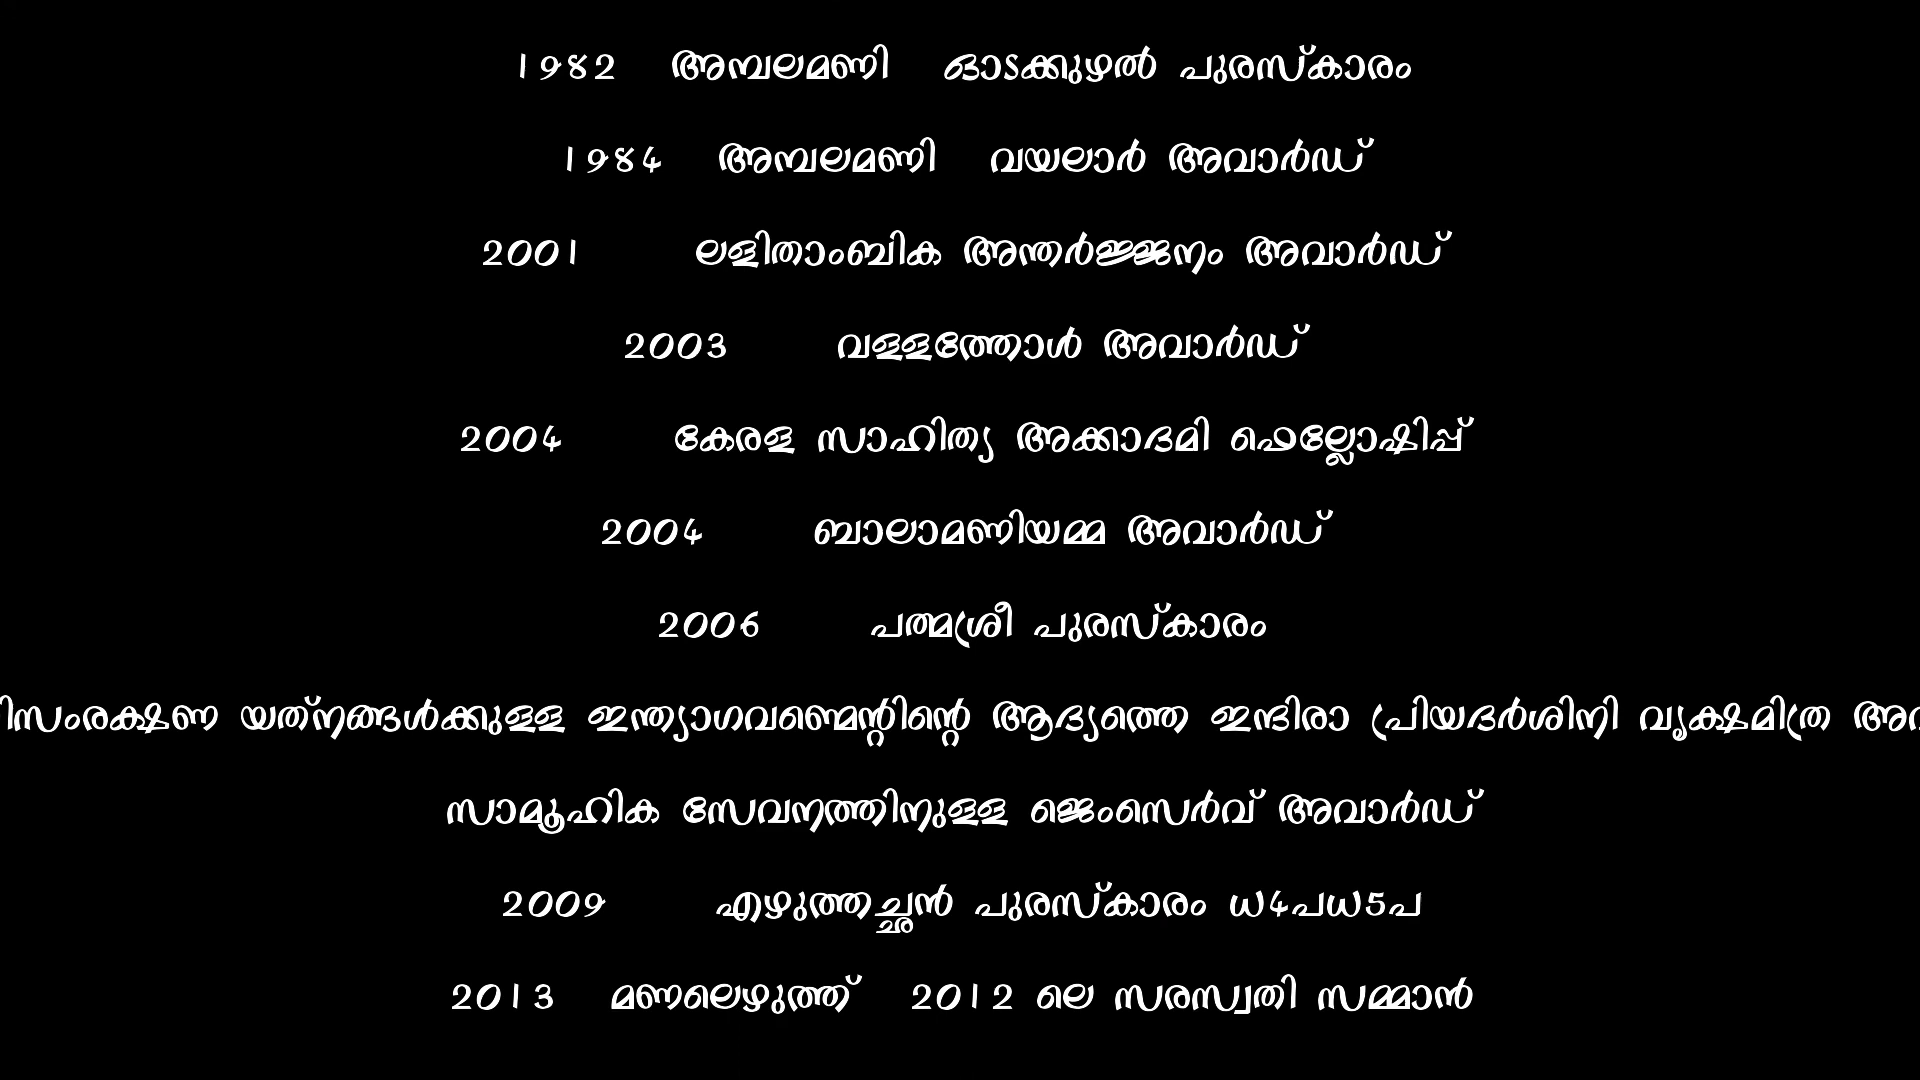 1982 അമ്പലമണി ഓടക്കുഴൽ പുരസ്കാരം
1984 അമ്പലമണി വയലാർ അവാർഡ്
2001 ലളിതാംബിക അന്തർജ്ജനം അവാർഡ്
2003 വള്ളത്തോൾ അവാർഡ്
2004 കേരള സാഹിത്യ അക്കാദമി ഫെല്ലോഷിപ്പ്
2004 ബാലാമണിയമ്മ അവാർഡ്
2006 പത്മശ്രീ പുരസ്കാരം
യത്നങ്ങൾക്കുള്ള ഇന്ത്യാഗവണ്മെന്റിന്റെ ആദ്യത്തെ ഇന്ദിരാ പ്രിയദർശിനി വൃക്ഷമിത്ര
സാമൂഹിക സേവനത്തിനുള്ള ജെംസെർവ് അവാർഡ്
2009 എഴുത്തച്ഛൻ പുരസ്കാരം ധ4പധ5പ
2013 മണലെഴുത്ത് 2012 ലെ സരസ്വതി സമ്മാൻ